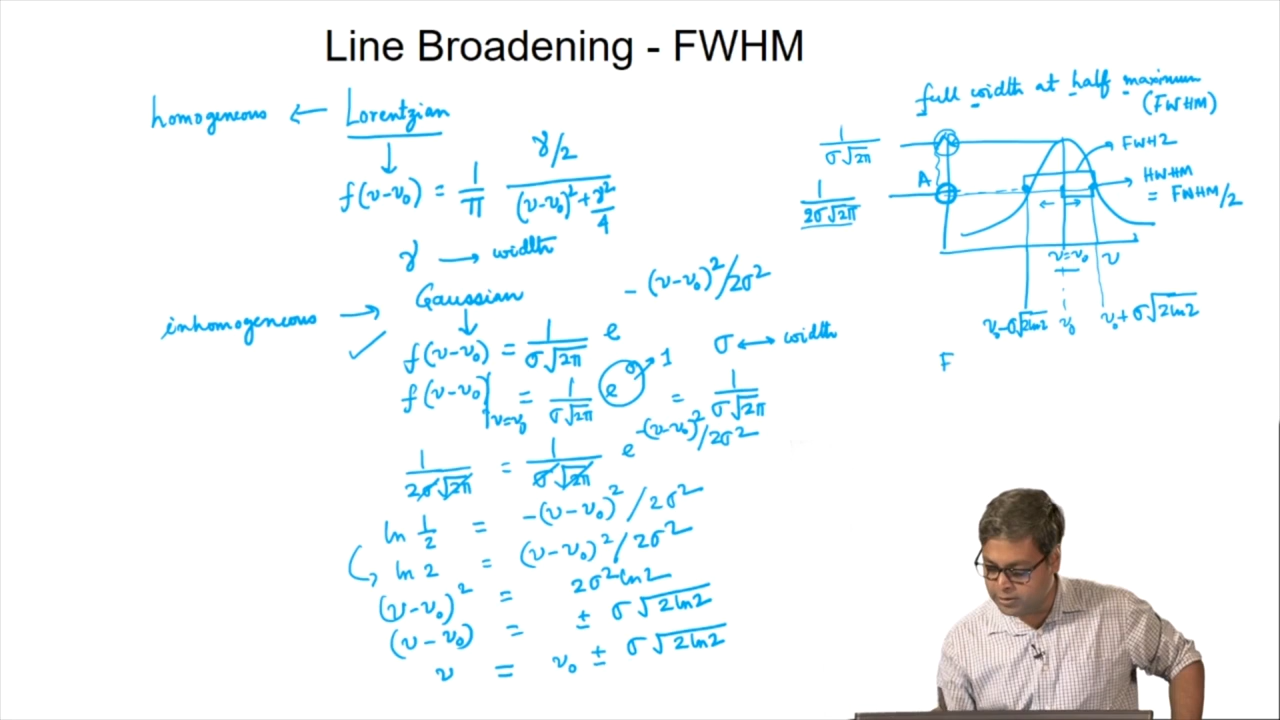 Line Broadening - FWHM
homogeneous ← Lorentzian
f(ν-ν₀) = 1/π γ/2 / ((ν-ν₀)² + γ²/4)
γ → width
inhomogeneous → Gaussian
f(ν-ν₀) = 1/σ√2π e -(ν-ν₀)²/2σ²
σ ↔ width
f(ν-ν₀)|ν=ν₀ = 1/σ√2π e⁰ → 1 = 1/σ√2π
1/2σ√2π = 1/σ√2π e -(ν-ν₀)²/2σ²
ln 1/2 = -(ν-ν₀)²/2σ²
ln 2 = (ν-ν₀)²/2σ²
(ν-ν₀)² = 2σ² ln2
(ν-ν₀) = ± σ√2ln2
ν = ν₀ ± σ√2ln2
full width at half maximum
(FWHM)
1/σ√2π
A
1/2σ√2π
HWHM
= FWHM/2
ν=ν₀ ν
ν₀-σ√2ln2 ν₀ ν₀+σ√2ln2
F